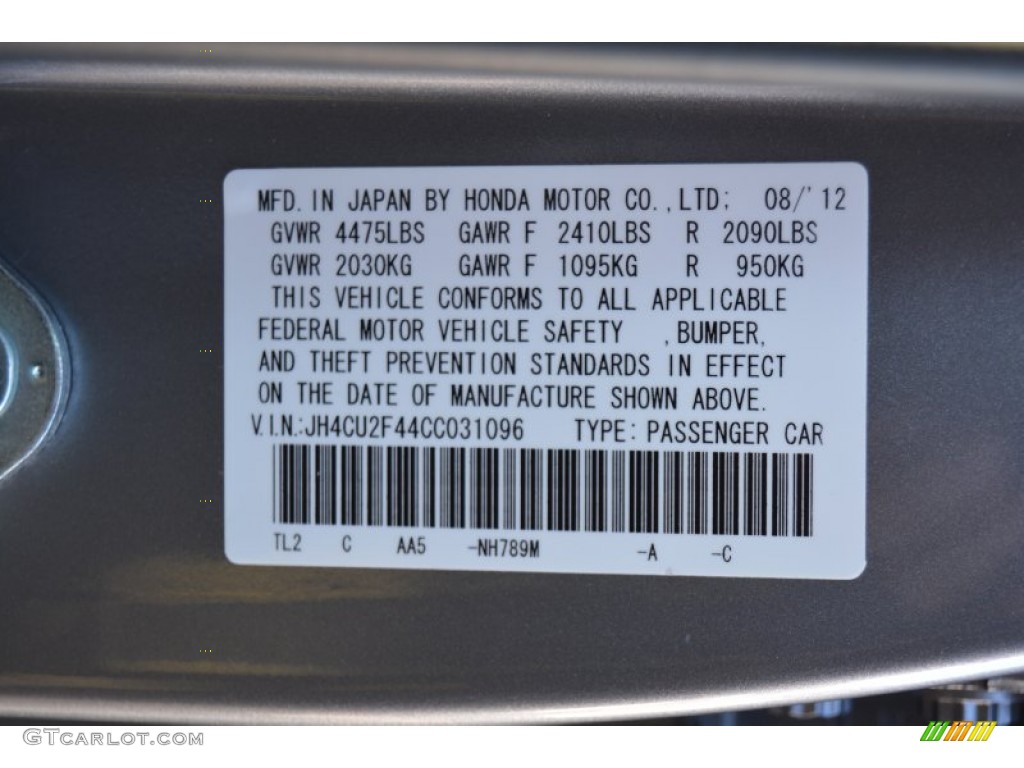 MFD. IN JAPAN BY HONDA MOTOR CO., LTD; 08/'12
GVWR 4475LBS GAWR F 2410LBS R 2090LBS
GVWR 2030KG GAWR F 1095KG R 950KG
THIS VEHICLE CONFORMS TO ALL APPLICABLE
FEDERAL MOTOR VEHICLE SAFETY , BUMPER,
AND THEFT PREVENTION STANDARDS IN EFFECT
ON THE DATE OF MANUFACTURE SHOWN ABOVE.
V.I.N.:JH4CU2F44CC031096 TYPE: PASSENGER CAR
TL2 C AA5 -NH789M -A -C
GTCarlot.com